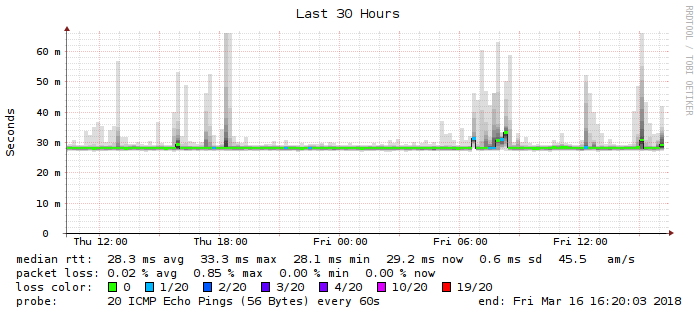 Last 30 Hours
RRDTOOL / TOBI OETIKER
Seconds
60 m
50 m
40 m
30 m
20 m
10 m
0
Thu 12:00 Thu 18:00 Fri 00:00 Fri 06:00 Fri 12:00
median rtt: 28.3 ms avg 33.3 ms max 28.1 ms min 29.2 ms now 0.6 ms sd 45.5 am/s
packet loss: 0.02 % avg 0.85 % max 0.00 % min 0.00 % now
loss color: 0 1/20 2/20 3/20 4/20 10/20 19/20
probe: 20 ICMP Echo Pings (56 Bytes) every 60s end: Fri Mar 16 16:20:03 2018